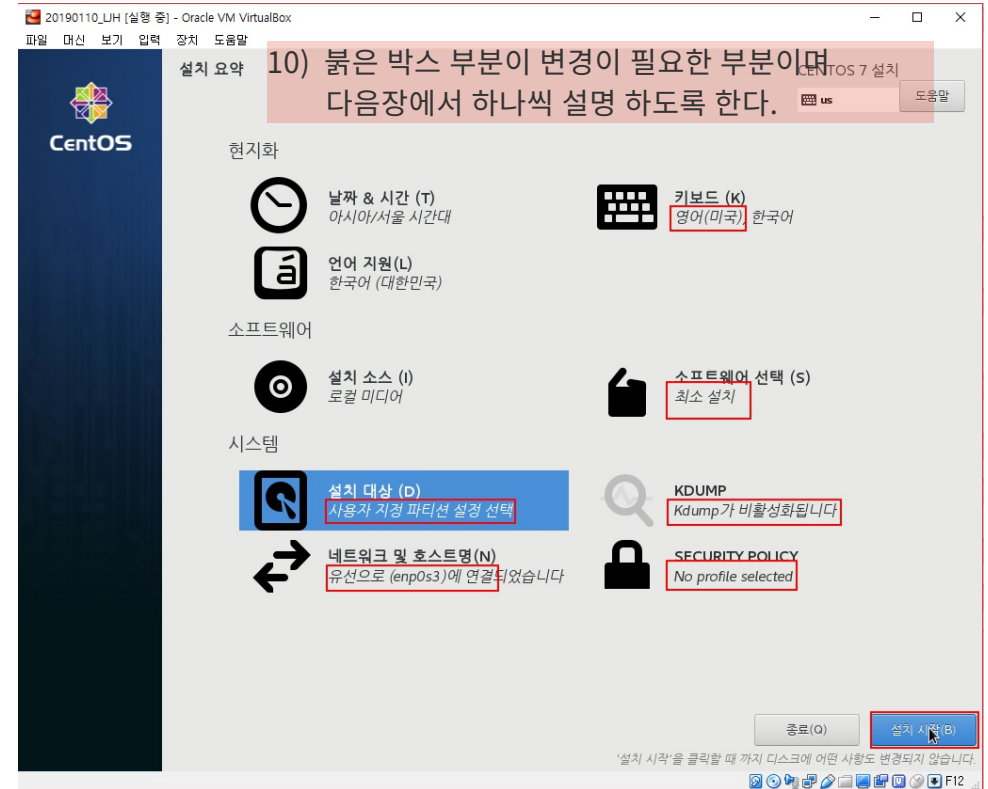 20190110_LJH [실행 중] - Oracle VM VirtualBox
파일 머신 보기 입력 장치 도움말
설치 요약
10) 붉은 박스 부분이 변경이 필요한 부분이며
다음장에서 하나씩 설명 하도록 한다.
CENTOS 7 설치
us
도움말
CentOS
현지화
날짜 & 시간 (T)
아시아/서울 시간대
키보드 (K)
영어(미국), 한국어
언어 지원(L)
한국어 (대한민국)
소프트웨어
설치 소스 (I)
로컬 미디어
소프트웨어 선택 (S)
최소 설치
시스템
설치 대상 (D)
사용자 지정 파티션 설정 선택
KDUMP
Kdump가 비활성화됩니다
네트워크 및 호스트명(N)
유선으로 (enp0s3)에 연결되었습니다
SECURITY POLICY
No profile selected
종료(Q)
설치 시작(B)
'설치 시작'을 클릭할 때 까지 디스크에 어떤 사항도 변경되지 않습니다.
F12